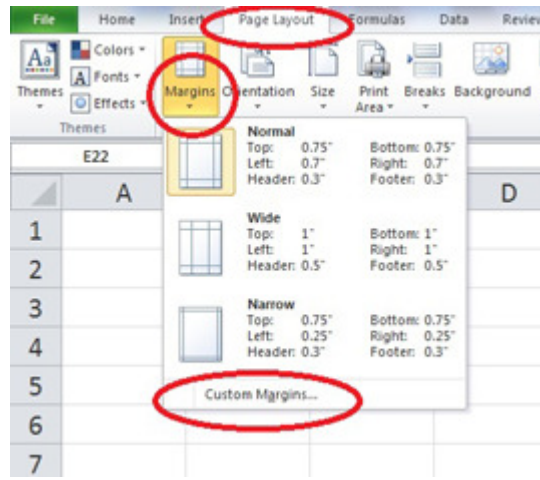 File Home Insert Page Layout Formulas Data Review
Colors
Fonts
Effects
Themes Margins Orientation Size Print Area Breaks Background
Themes
E22
Normal
Top: 0.75" Bottom: 0.75"
Left: 0.7" Right: 0.7"
Header: 0.3" Footer: 0.3"
A D
Wide
Top: 1" Bottom: 1"
Left: 1" Right: 1"
Header: 0.5" Footer: 0.5"
Narrow
Top: 0.75" Bottom: 0.75"
Left: 0.25" Right: 0.25"
Header: 0.3" Footer: 0.3"
Custom Margins...
1
2
3
4
5
6
7